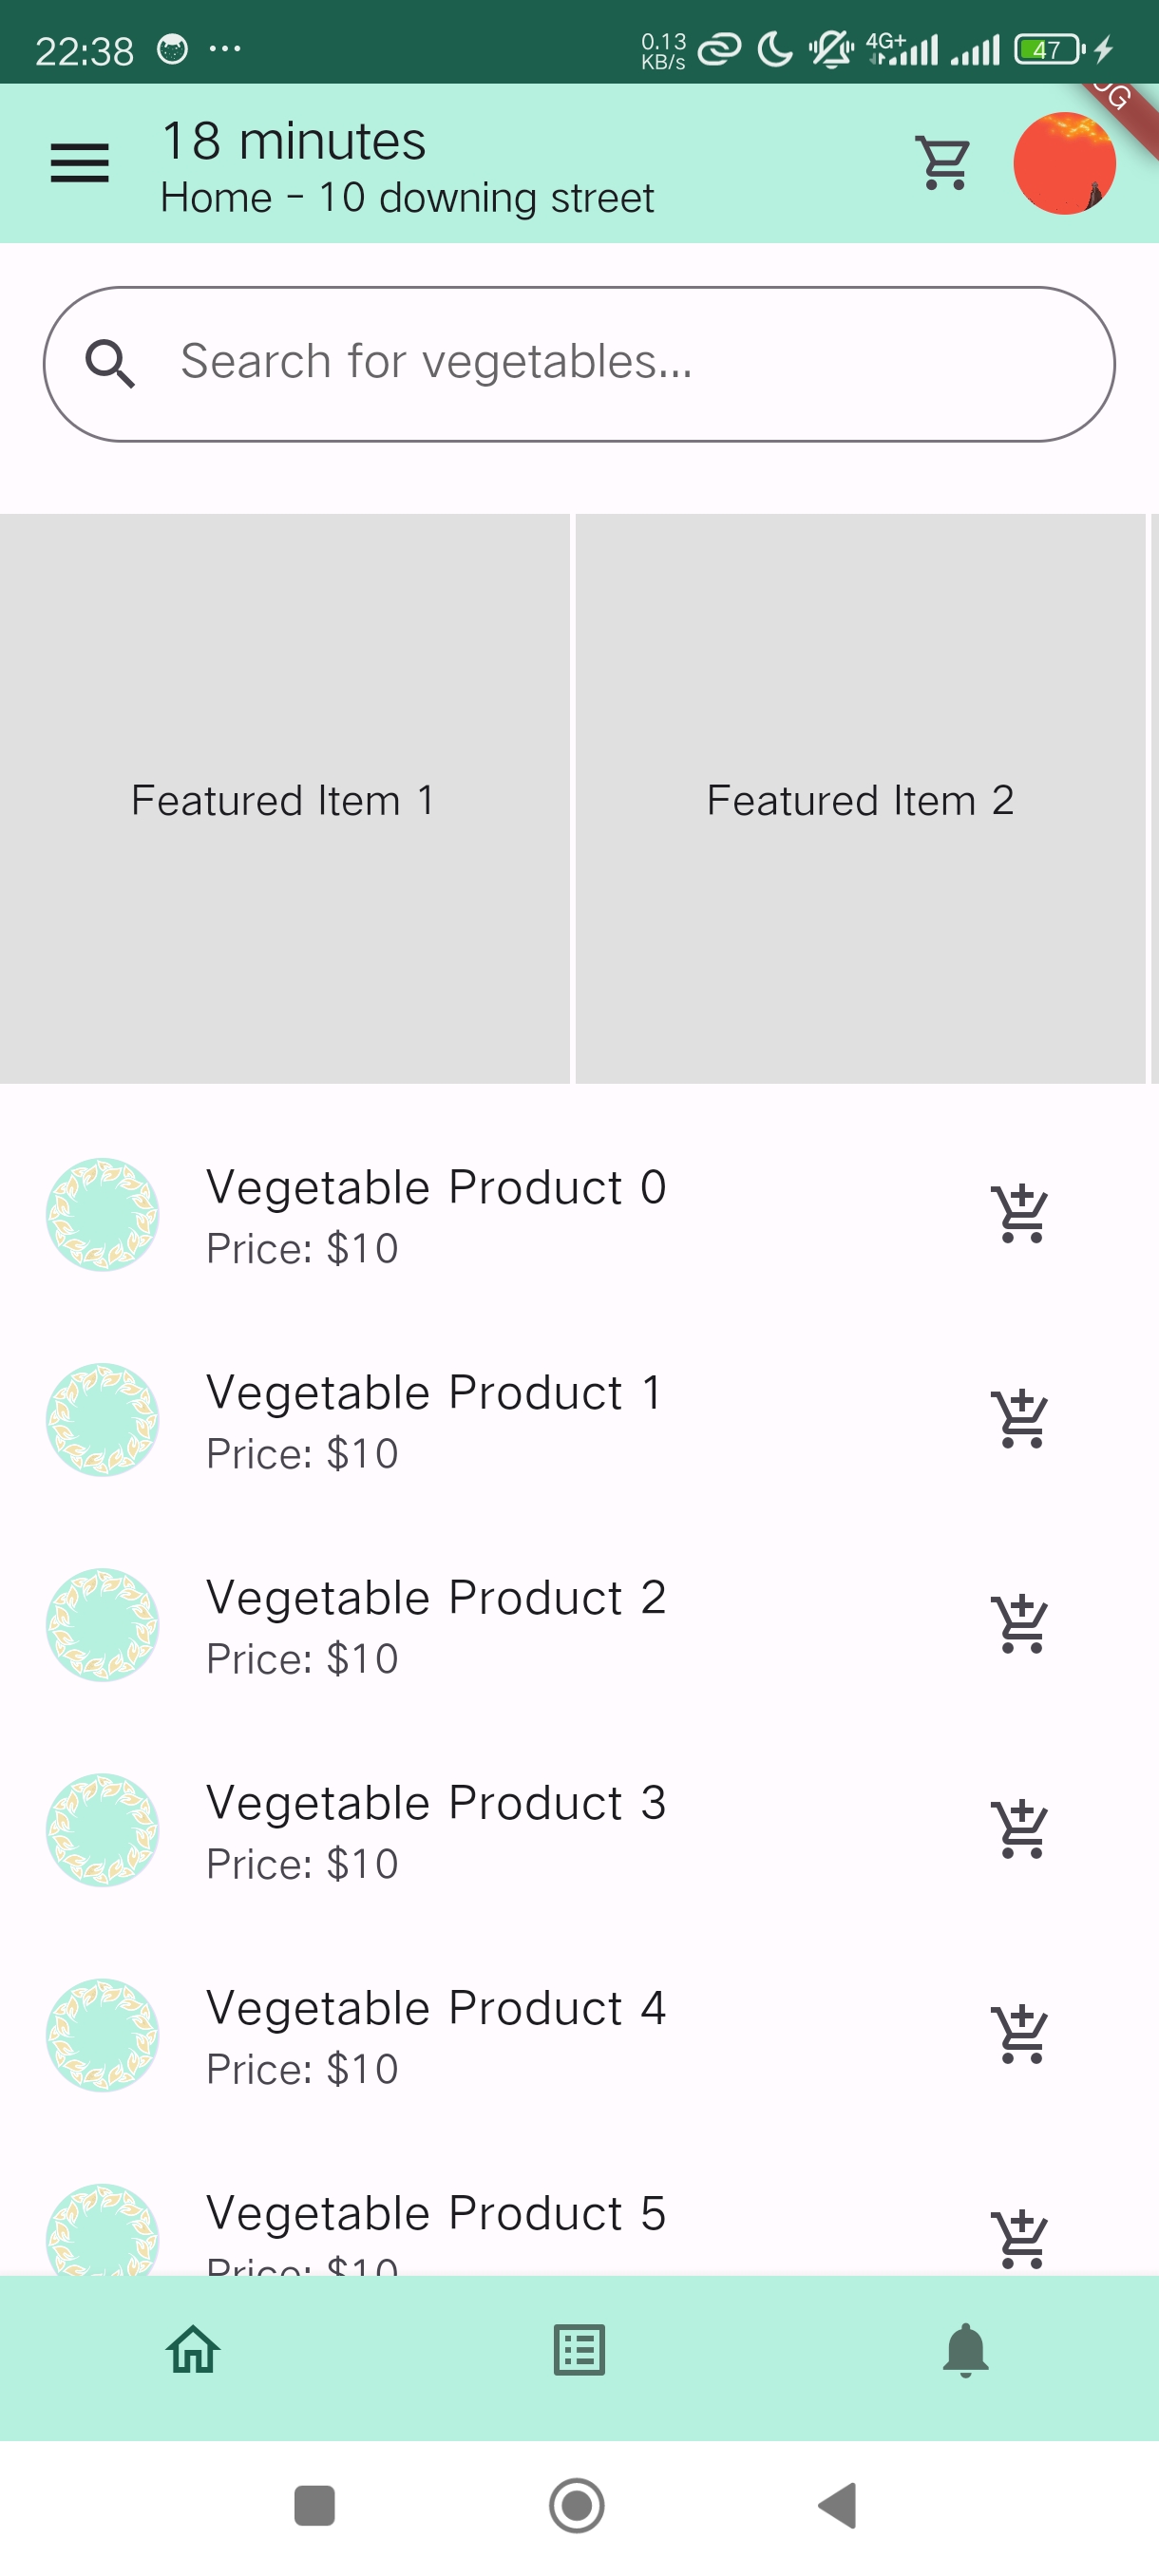 22:38
0.13
KB/s
4G+
47
18 minutes
Home - 10 downing street
Search for vegetables...
Featured Item 1
Featured Item 2
Vegetable Product 0
Price: $10
Vegetable Product 1
Price: $10
Vegetable Product 2
Price: $10
Vegetable Product 3
Price: $10
Vegetable Product 4
Price: $10
Vegetable Product 5
Price: $10